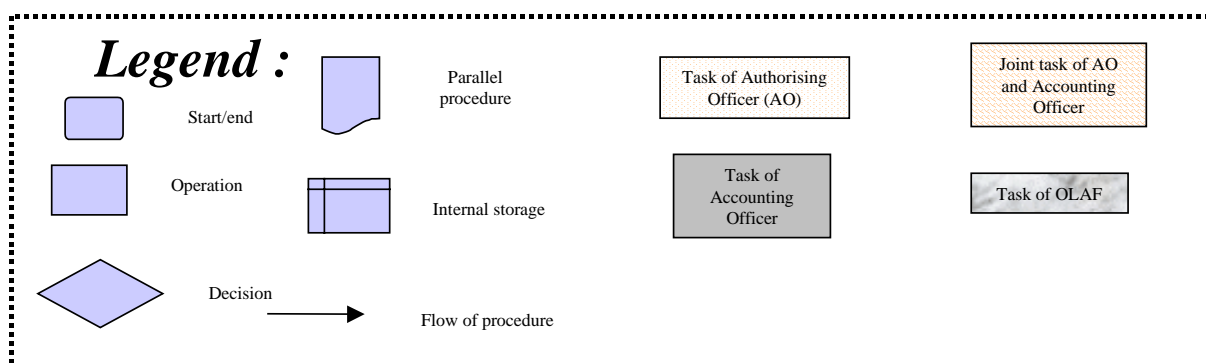 Legend :
Start/end
Operation
Decision
Parallel
procedure
Internal storage
Flow of procedure
Task of Authorising
Officer (AO)
Task of
Accounting
Officer
Joint task of AO
and Accounting
Officer
Task of OLAF